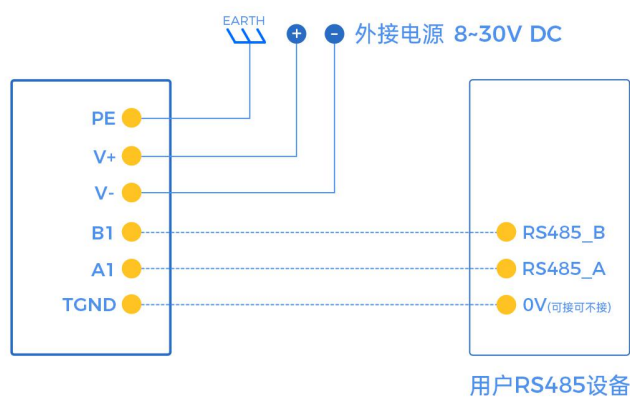 EARTH
+ - 外接电源 8~30V DC
PE
V+
V-
B1 RS485_B
A1 RS485_A
TGND 0V(可接可不接)
用户RS485设备